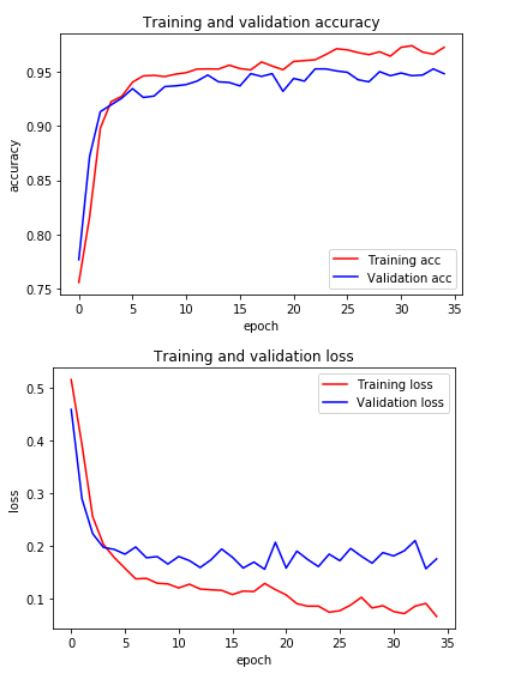 Training and validation accuracy
accuracy
0.95
0.90
0.85
0.80
0.75
Training acc
Validation acc
0 5 10 15 20 25 30 35
epoch
Training and validation loss
loss
0.5
0.4
0.3
0.2
0.1
Training loss
Validation loss
0 5 10 15 20 25 30 35
epoch